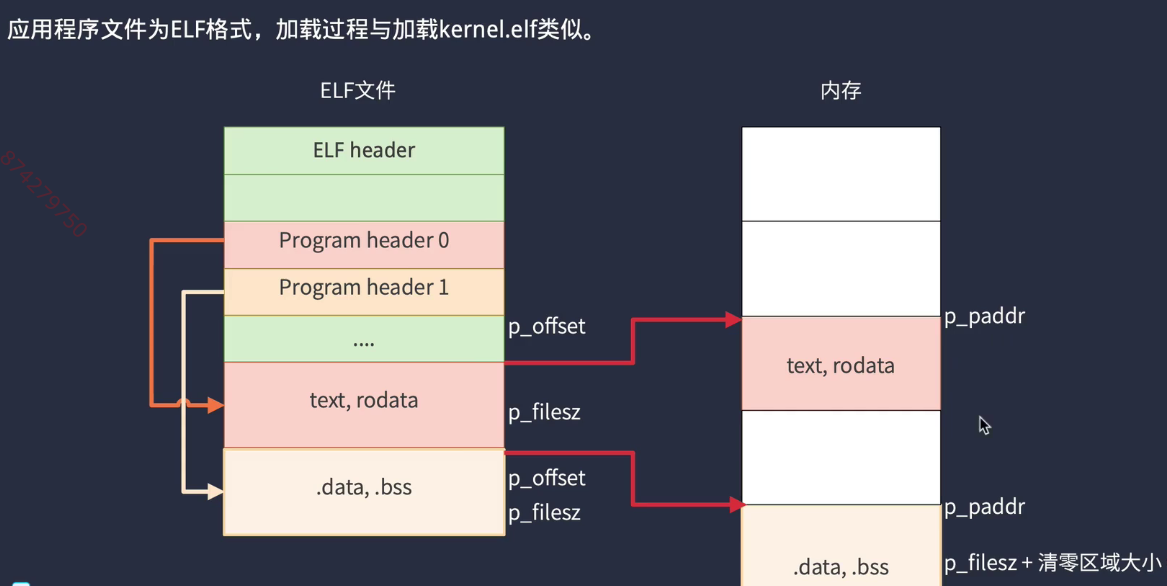 应用程序文件为ELF格式，加载过程与加载kernel.elf类似。
ELF文件
内存
ELF header
Program header 0
Program header 1
....
p_offset
text, rodata
p_filesz
.data, .bss
p_offset
p_filesz
p_paddr
text, rodata
p_paddr
.data, .bss
p_filesz + 清零区域大小
874279750